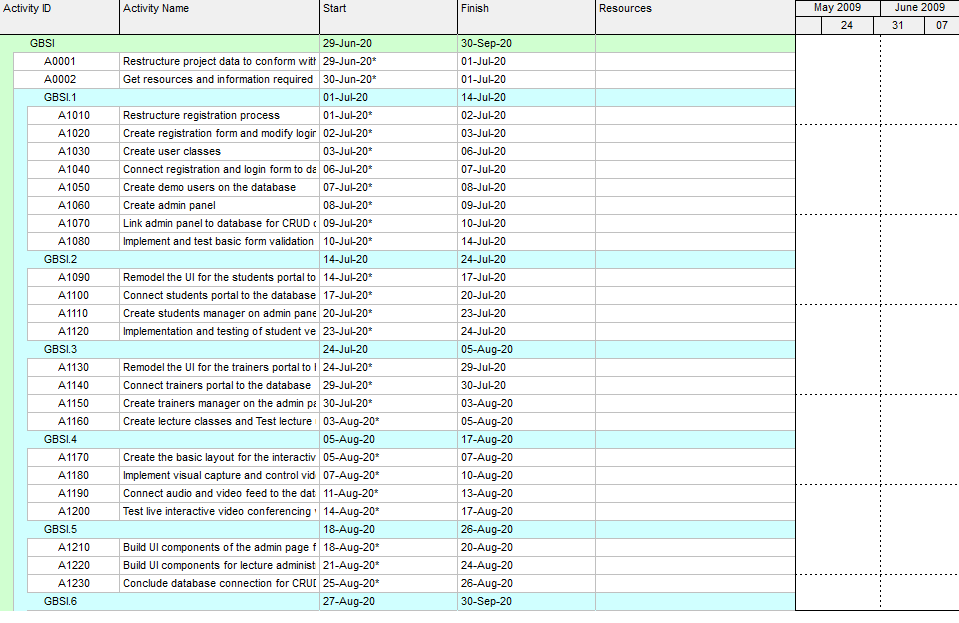 Activity ID Activity Name Start Finish Resources May 2009 June 2009
24 31 07
GBSI 29-Jun-20 30-Sep-20
A0001 Restructure project data to conform with 29-Jun-20* 01-Jul-20
A0002 Get resources and information required 30-Jun-20* 01-Jul-20
GBSI.1 01-Jul-20 14-Jul-20
A1010 Restructure registration process 01-Jul-20* 02-Jul-20
A1020 Create registration form and modify login 02-Jul-20* 03-Jul-20
A1030 Create user classes 03-Jul-20* 06-Jul-20
A1040 Connect registration and login form to da 06-Jul-20* 07-Jul-20
A1050 Create demo users on the database 07-Jul-20* 08-Jul-20
A1060 Create admin panel 08-Jul-20* 09-Jul-20
A1070 Link admin panel to database for CRUD 09-Jul-20* 10-Jul-20
A1080 Implement and test basic form validation 10-Jul-20* 14-Jul-20
GBSI.2 14-Jul-20 24-Jul-20
A1090 Remodel the UI for the students portal to 14-Jul-20* 17-Jul-20
A1100 Connect students portal to the database 17-Jul-20* 20-Jul-20
A1110 Create students manager on admin pane 20-Jul-20* 23-Jul-20
A1120 Implementation and testing of student ve 23-Jul-20* 24-Jul-20
GBSI.3 24-Jul-20 05-Aug-20
A1130 Remodel the UI for the trainers portal to 24-Jul-20* 29-Jul-20
A1140 Connect trainers portal to the database 29-Jul-20* 30-Jul-20
A1150 Create trainers manager on the admin pa 30-Jul-20* 03-Aug-20
A1160 Create lecture classes and Test lecture 03-Aug-20* 05-Aug-20
GBSI.4 05-Aug-20 17-Aug-20
A1170 Create the basic layout for the interactiv 05-Aug-20* 07-Aug-20
A1180 Implement visual capture and control vid 07-Aug-20* 10-Aug-20
A1190 Connect audio and video feed to the dat 11-Aug-20* 13-Aug-20
A1200 Test live interactive video conferencing 14-Aug-20* 17-Aug-20
GBSI.5 18-Aug-20 26-Aug-20
A1210 Build UI components of the admin page f 18-Aug-20* 20-Aug-20
A1220 Build UI components for lecture administ 21-Aug-20* 24-Aug-20
A1230 Conclude database connection for CRUD 25-Aug-20* 26-Aug-20
GBSI.6 27-Aug-20 30-Sep-20